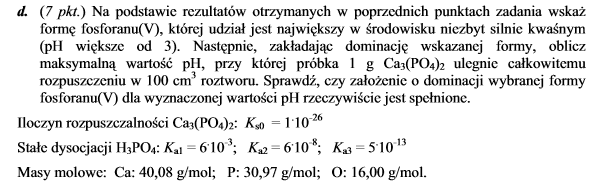 d. (7 pkt.) Na podstawie rezultatów otrzymanych w poprzednich punktach zadania wskaż
formę fosforanu(V), której udział jest największy w środowisku niezbyt silnie kwaśnym
(pH większe od 3). Następnie, zakładając dominację wskazanej formy, oblicz
maksymalną wartość pH, przy której próbka 1 g Ca₃(PO₄)₂ ulegnie całkowitemu
rozpuszczeniu w 100 cm³ roztworu. Sprawdź, czy założenie o dominacji wybranej formy
fosforanu(V) dla wyznaczonej wartości pH rzeczywiście jest spełnione.
Iloczyn rozpuszczalności Ca₃(PO₄)₂: Kₛ₀ = 1·10⁻²⁶
Stałe dysocjacji H₃PO4: Kₐ₁ = 6·10⁻³; Kₐ₂ = 6·10⁻⁸; Kₐ₃ = 5·10⁻¹³
Masy molowe: Ca: 40,08 g/mol; P: 30,97 g/mol; O: 16,00 g/mol.